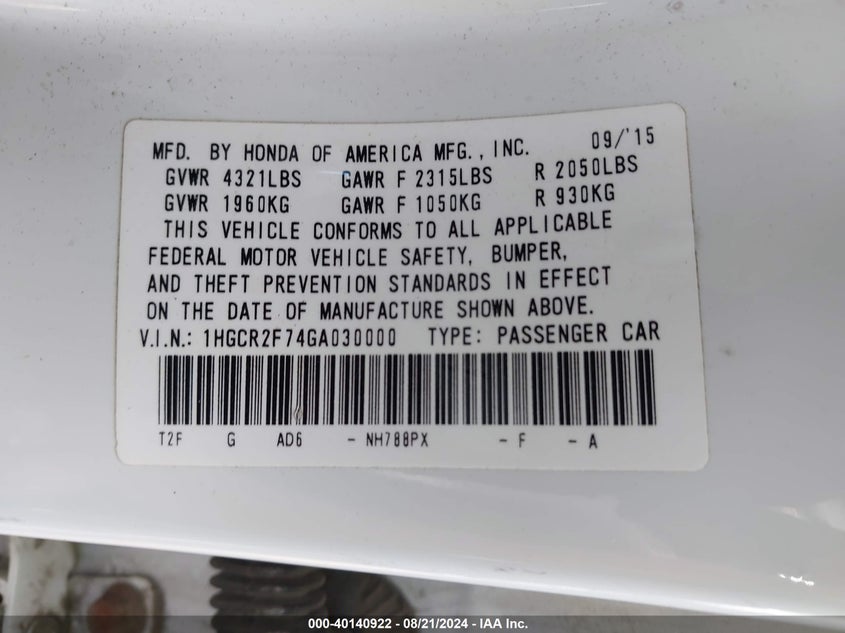 MFD. BY HONDA OF AMERICA MFG., INC. 09/'15
GVWR 4321LBS GAWR F 2315LBS R 2050LBS
GVWR 1960KG GAWR F 1050KG R 930KG
THIS VEHICLE CONFORMS TO ALL APPLICABLE
FEDERAL MOTOR VEHICLE SAFETY, BUMPER,
AND THEFT PREVENTION STANDARDS IN EFFECT
ON THE DATE OF MANUFACTURE SHOWN ABOVE.
V.I.N.: 1HGCR2F74GA030000 TYPE: PASSENGER CAR
T2F G AD6 - NH788PX - F - A
000-40140922 - 08/21/2024 - IAA Inc.